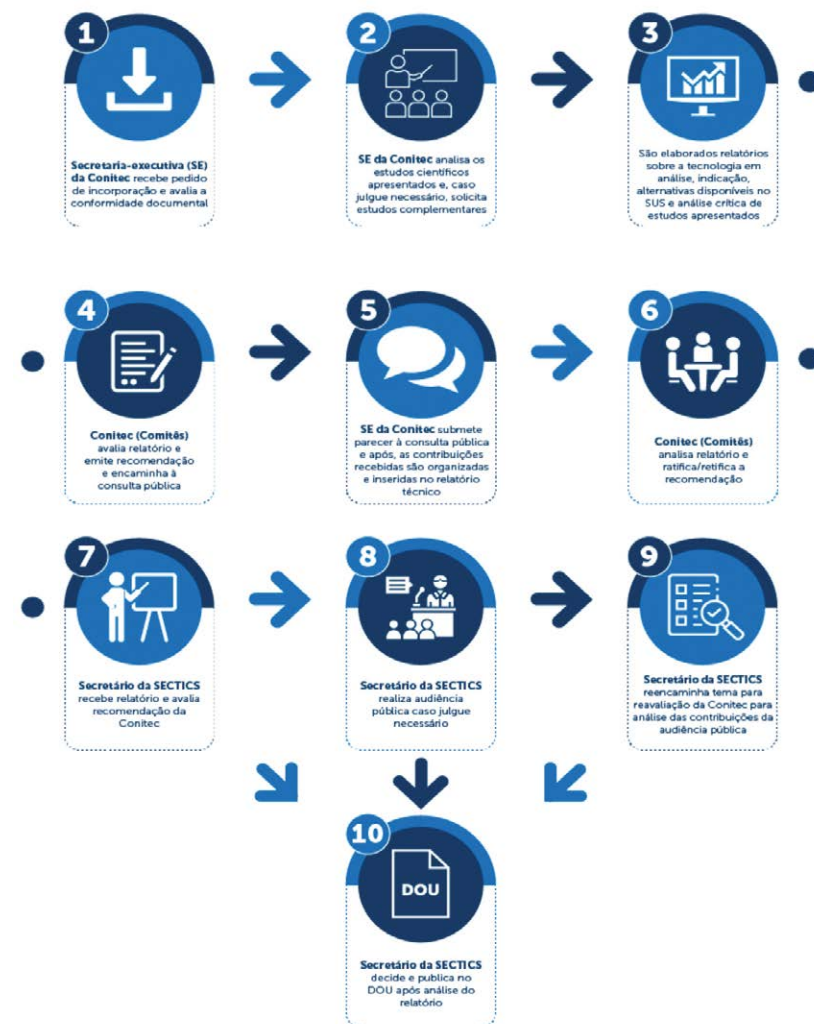 1
Secretaria-executiva (SE)
da Conitec recebe pedido
de incorporação e avalia a
conformidade documental
2
SE da Conitec analisa os
estudos científicos
apresentados e, caso
julgue necessário, solicita
estudos complementares
3
São elaborados relatórios
sobre a tecnologia em
análise, indicação,
alternativas disponíveis no
SUS e análise crítica de
estudos apresentados
4
Conitec (Comitês)
avalia relatório e
emite recomendação
e encaminha à
consulta pública
5
SE da Conitec submete
parecer à consulta pública
e após, as contribuições
recebidas são organizadas
e inseridas no relatório
técnico
6
Conitec (Comitês)
analisa relatório e
ratifica/retifica a
recomendação
7
Secretário da SECTICS
recebe relatório e avalia
recomendação da
Conitec
8
Secretário da SECTICS
realiza audiência
pública caso julgue
necessário
9
Secretário da SECTICS
reencaminha tema para
reavaliação da Conitec para
análise das contribuições da
audiência pública
10
DOU
Secretário da SECTICS
decide e publica no
DOU após análise do
relatório